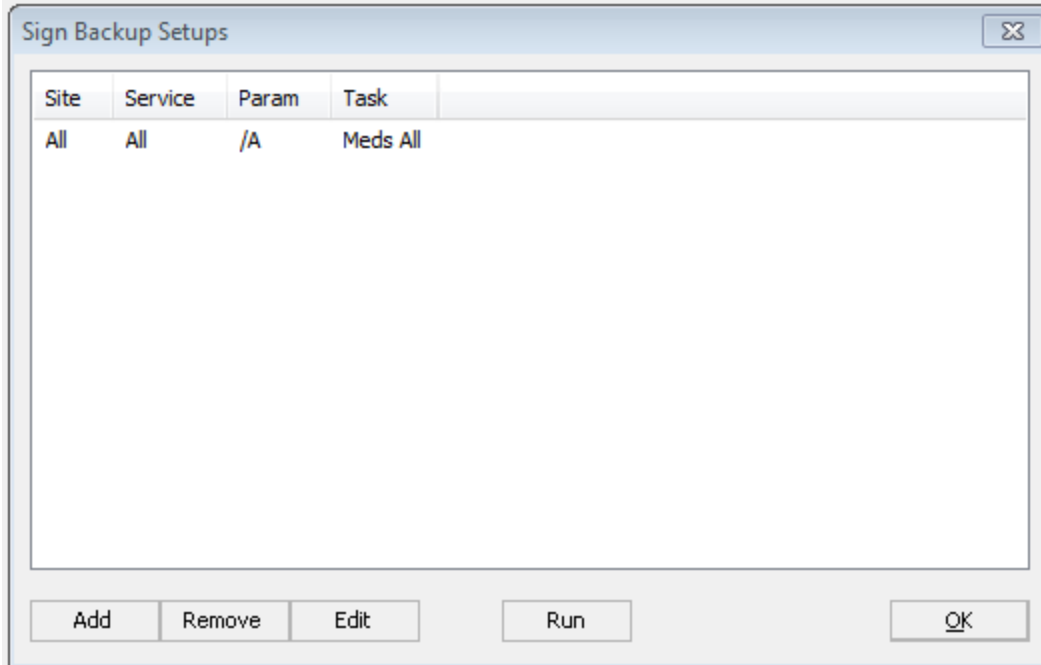 Sign Backup Setups
Site Service Param Task
All All /A Meds All
Add Remove Edit Run OK